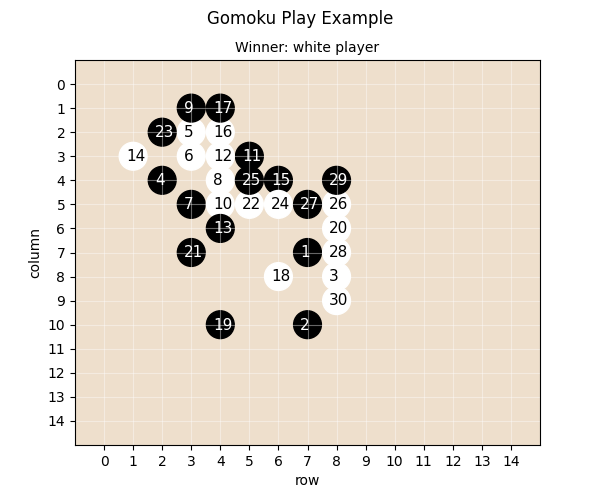 Gomoku Play Example
Winner: white player
0
1 9 17
2 23 5 16
3 14 6 12 11
4 4 8 25 15 29
5 7 10 22 24 27 26
6 13 20
7 21 1 28
8 18 3
9 30
10 19 2
11
12
13
14
column
0 1 2 3 4 5 6 7 8 9 10 11 12 13 14
row